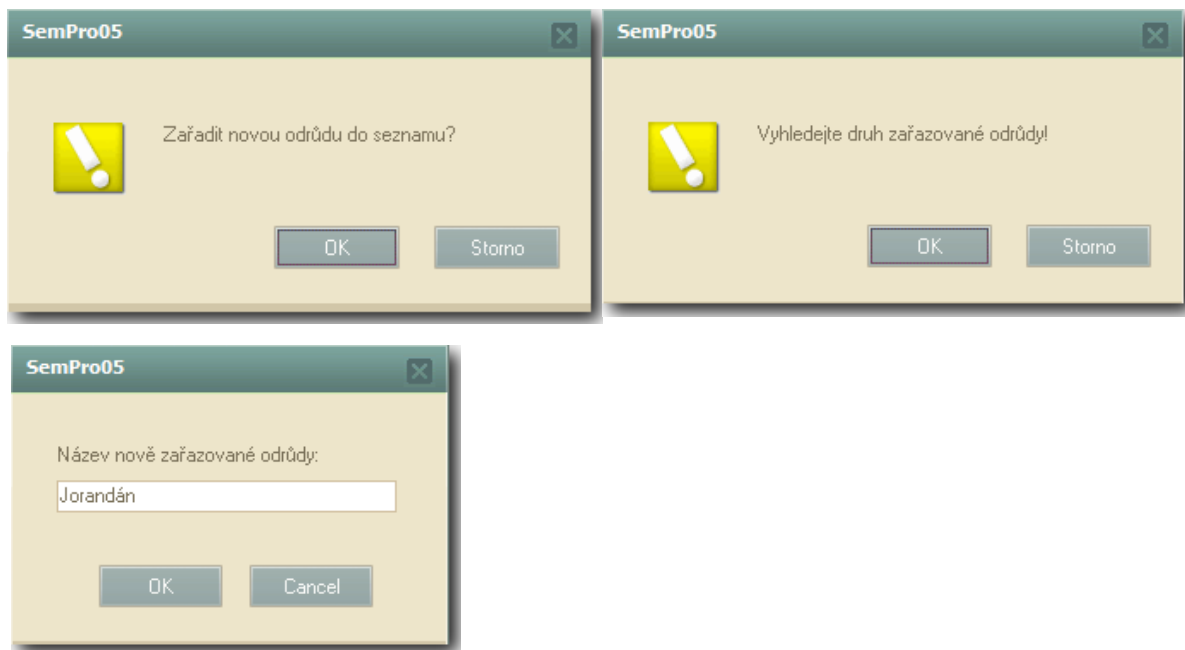 SemPro05
Zařadit novou odrůdu do seznamu?
OK Storno
SemPro05
Vyhledejte druh zařazované odrůdy!
OK Storno
SemPro05
Název nově zařazované odrůdy:
Jorandán
OK Cancel